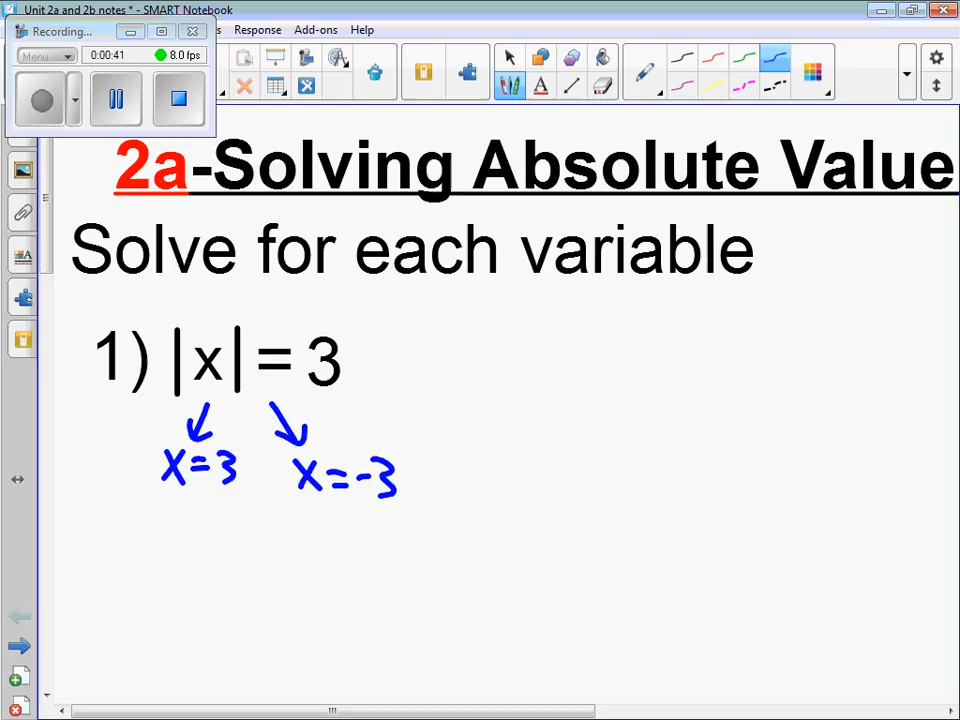 Unit 2a and 2b notes * - SMART Notebook
Recording...
Response Add-ons Help
Menu
0:00:41
8.0 fps
2a-Solving Absolute Value
Solve for each variable
1) |x| = 3
x=3 x=-3